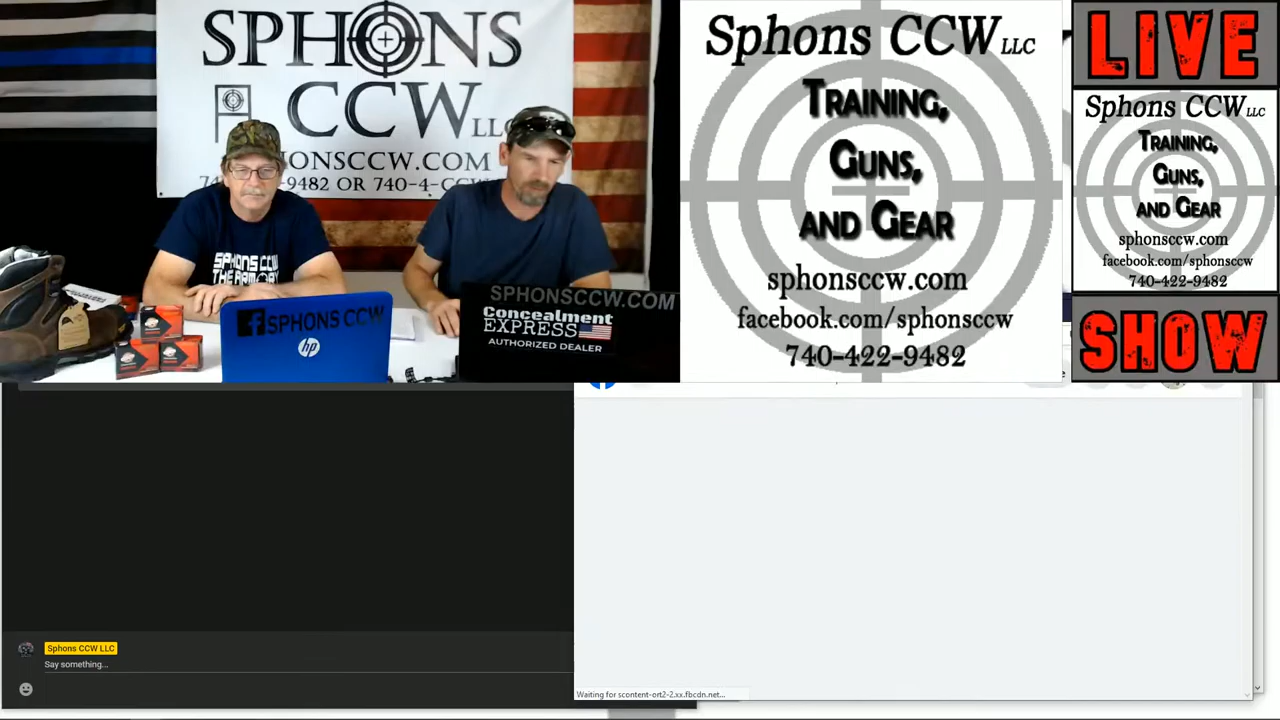 SPHONS
CCW LLC
SPHONSCCW.COM
-9482 OR 740-4-CCW
SPHONS CCW
THE ARMORY
SPHONS CCW
hp
SPHONSCCW.COM
Concealment
EXPRESS
AUTHORIZED DEALER
Sphons CCW LLC
Training,
Guns,
and Gear
sphonsccw.com
facebook.com/sphonsccw
740-422-9482
LIVE
Sphons CCW LLC
Training,
Guns,
and Gear
sphonsccw.com
facebook.com/sphonsccw
740-422-9482
SHOW
Sphons CCW LLC
Say something...
Waiting for scontent-ort2-2.xx.fbcdn.net...